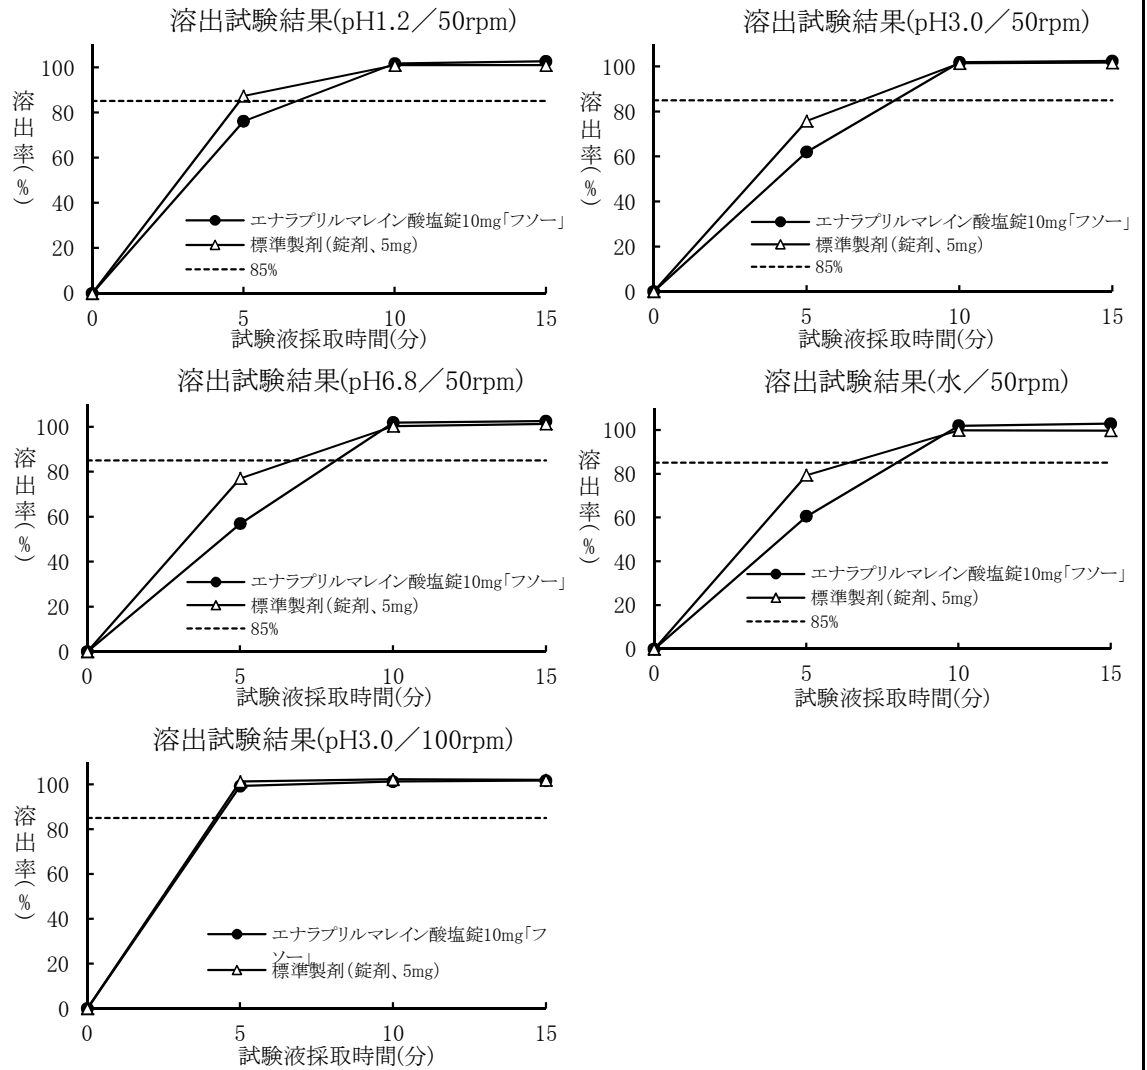 溶出試験結果(pH1.2／50rpm)
溶出率(%)
100
80
60
40
20
0
エナラプリルマレイン酸塩錠10mg「フソー」
標準製剤(錠剤、5mg)
85%
0 5 10 15
試験液採取時間(分)
溶出試験結果(pH3.0／50rpm)
溶出率(%)
100
80
60
40
20
0
エナラプリルマレイン酸塩錠10mg「フソー」
標準製剤(錠剤、5mg)
85%
0 5 10 15
試験液採取時間(分)
溶出試験結果(pH6.8／50rpm)
溶出率(%)
100
80
60
40
20
0
エナラプリルマレイン酸塩錠10mg「フソー」
標準製剤(錠剤、5mg)
85%
0 5 10 15
試験液採取時間(分)
溶出試験結果(水／50rpm)
溶出率(%)
100
80
60
40
20
0
エナラプリルマレイン酸塩錠10mg「フソー」
標準製剤(錠剤、5mg)
85%
0 5 10 15
試験液採取時間(分)
溶出試験結果(pH3.0／100rpm)
溶出率(%)
100
80
60
40
20
0
エナラプリルマレイン酸塩錠10mg「フ
ソー」
標準製剤(錠剤、5mg)
0 5 10 15
試験液採取時間(分)